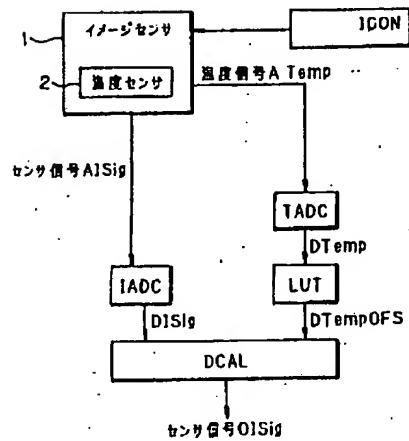 1
イメージセンサ
ICON
2
温度センサ
温度信号A Temp
センサ信号AISig
TADC
DTemp
IADC
LUT
DISig
DTempOFS
DCAL
センサ信号OISig